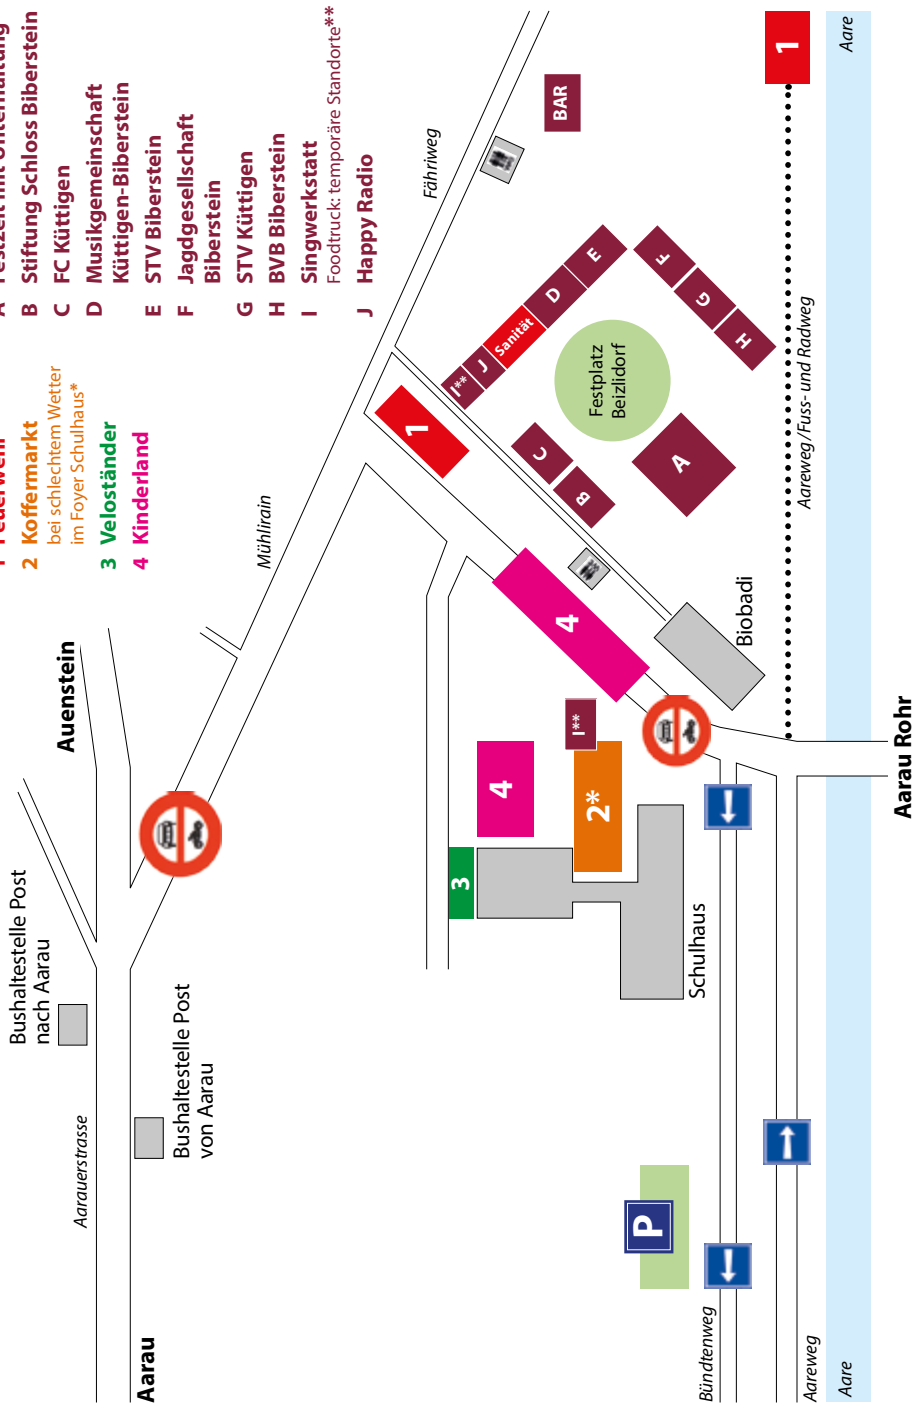 1 Feuerwehr
2 Koffermarkt
bei schlechtem Wetter
im Foyer Schulhaus*
3 Veloständer
4 Kinderland
A Festzelt mit Unterhaltung
B Stiftung Schloss Biberstein
C FC Küttigen
D Musikgemeinschaft
Küttigen-Biberstein
E STV Biberstein
F Jagdgesellschaft
Biberstein
G STV Küttigen
H BVB Biberstein
I Singwerkstatt
Foodtruck: temporäre Standorte**
J Happy Radio
Bushaltestelle Post
nach Aarau
Auenstein
Aarauerstrasse
Aarau
Bushaltestelle Post
von Aarau
Mühlirain
Fähriweg
1
BAR
I**
J
Sanität
D
E
F
G
H
C
B
A
Festplatz
Beizlidorf
3
4
4
2*
I**
Schulhaus
Biobadi
P
Bündtenweg
Aareweg
Aareweg/Fuss- und Radweg
1
Aare
Aare
Aarau Rohr